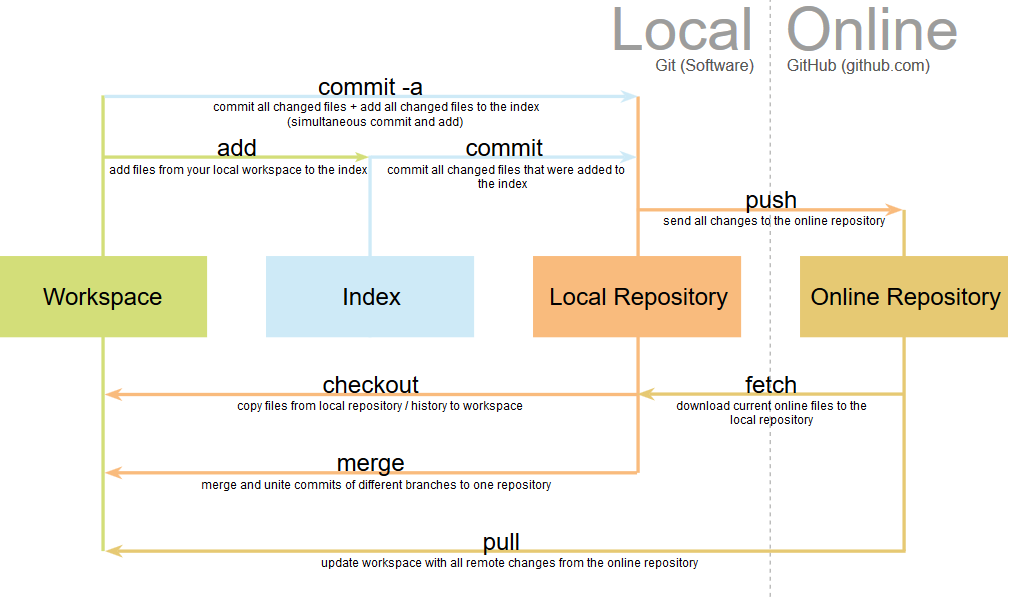 Local Online
Git (Software) GitHub (github.com)
commit -a
commit all changed files + add all changed files to the index
(simultaneous commit and add)
add
add files from your local workspace to the index
commit
commit all changed files that were added to
the index
push
send all changes to the online repository
Workspace
Index
Local Repository
Online Repository
checkout
copy files from local repository / history to workspace
fetch
download current online files to the
local repository
merge
merge and unite commits of different branches to one repository
pull
update workspace with all remote changes from the online repository